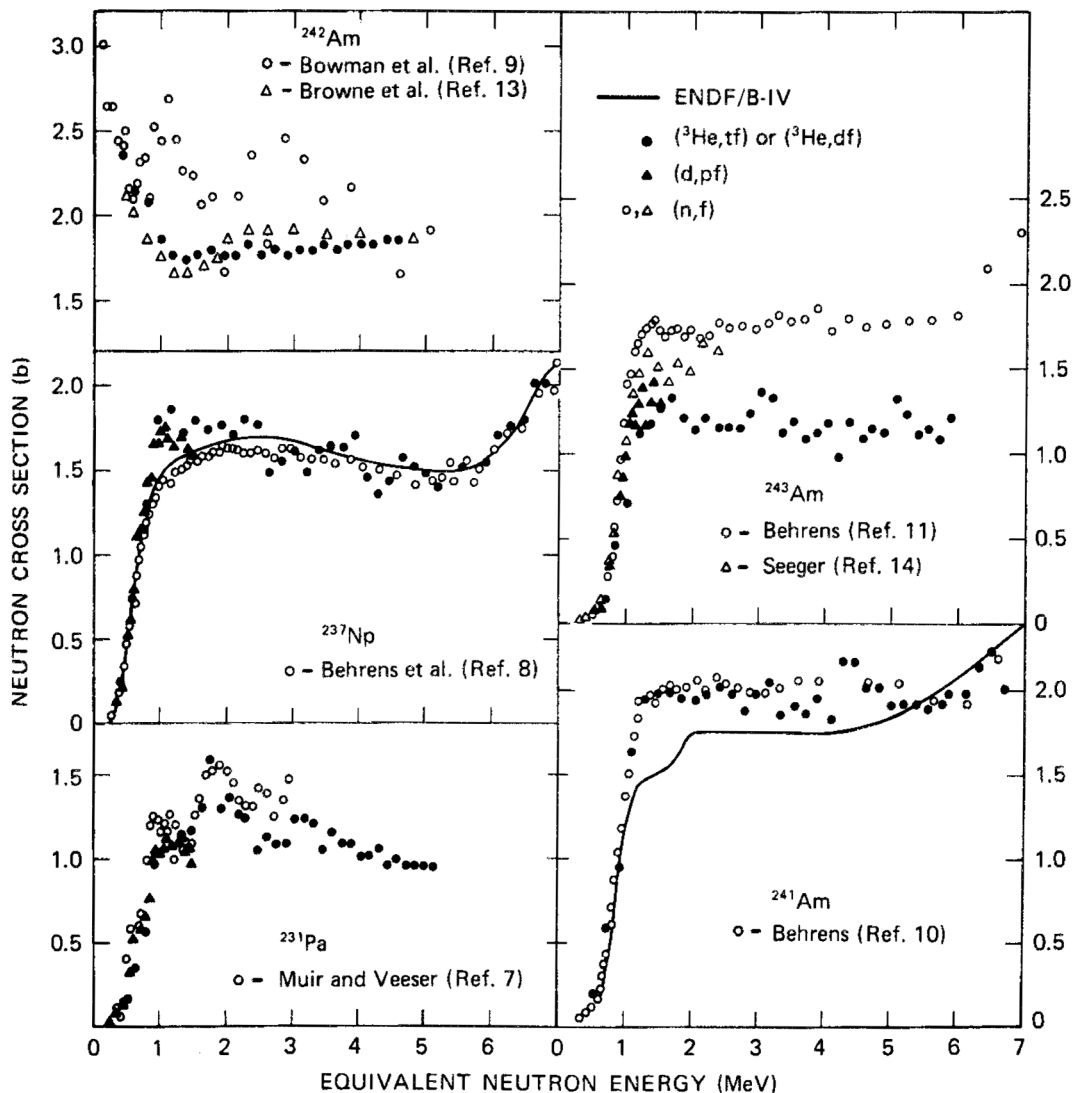 NEUTRON CROSS SECTION (b)
3.0
2.5
2.0
1.5
²⁴²Am
○ – Bowman et al. (Ref. 9)
△ – Browne et al. (Ref. 13)
2.0
1.5
1.0
0.5
0
²³⁷Np
○ – Behrens et al. (Ref. 8)
1.5
1.0
0.5
²³¹Pa
○ – Muir and Veeser (Ref. 7)
0 1 2 3 4 5 6
— ENDF/B-IV
● (³He,tf) or (³He,df)
▲ (d,pf)
○,△ (n,f)
2.5
2.0
1.5
1.0
0.5
0
²⁴³Am
○ – Behrens (Ref. 11)
△ – Seeger (Ref. 14)
2.0
1.5
1.0
0.5
0
²⁴¹Am
○ – Behrens (Ref. 10)
0 1 2 3 4 5 6 7
EQUIVALENT NEUTRON ENERGY (MeV)